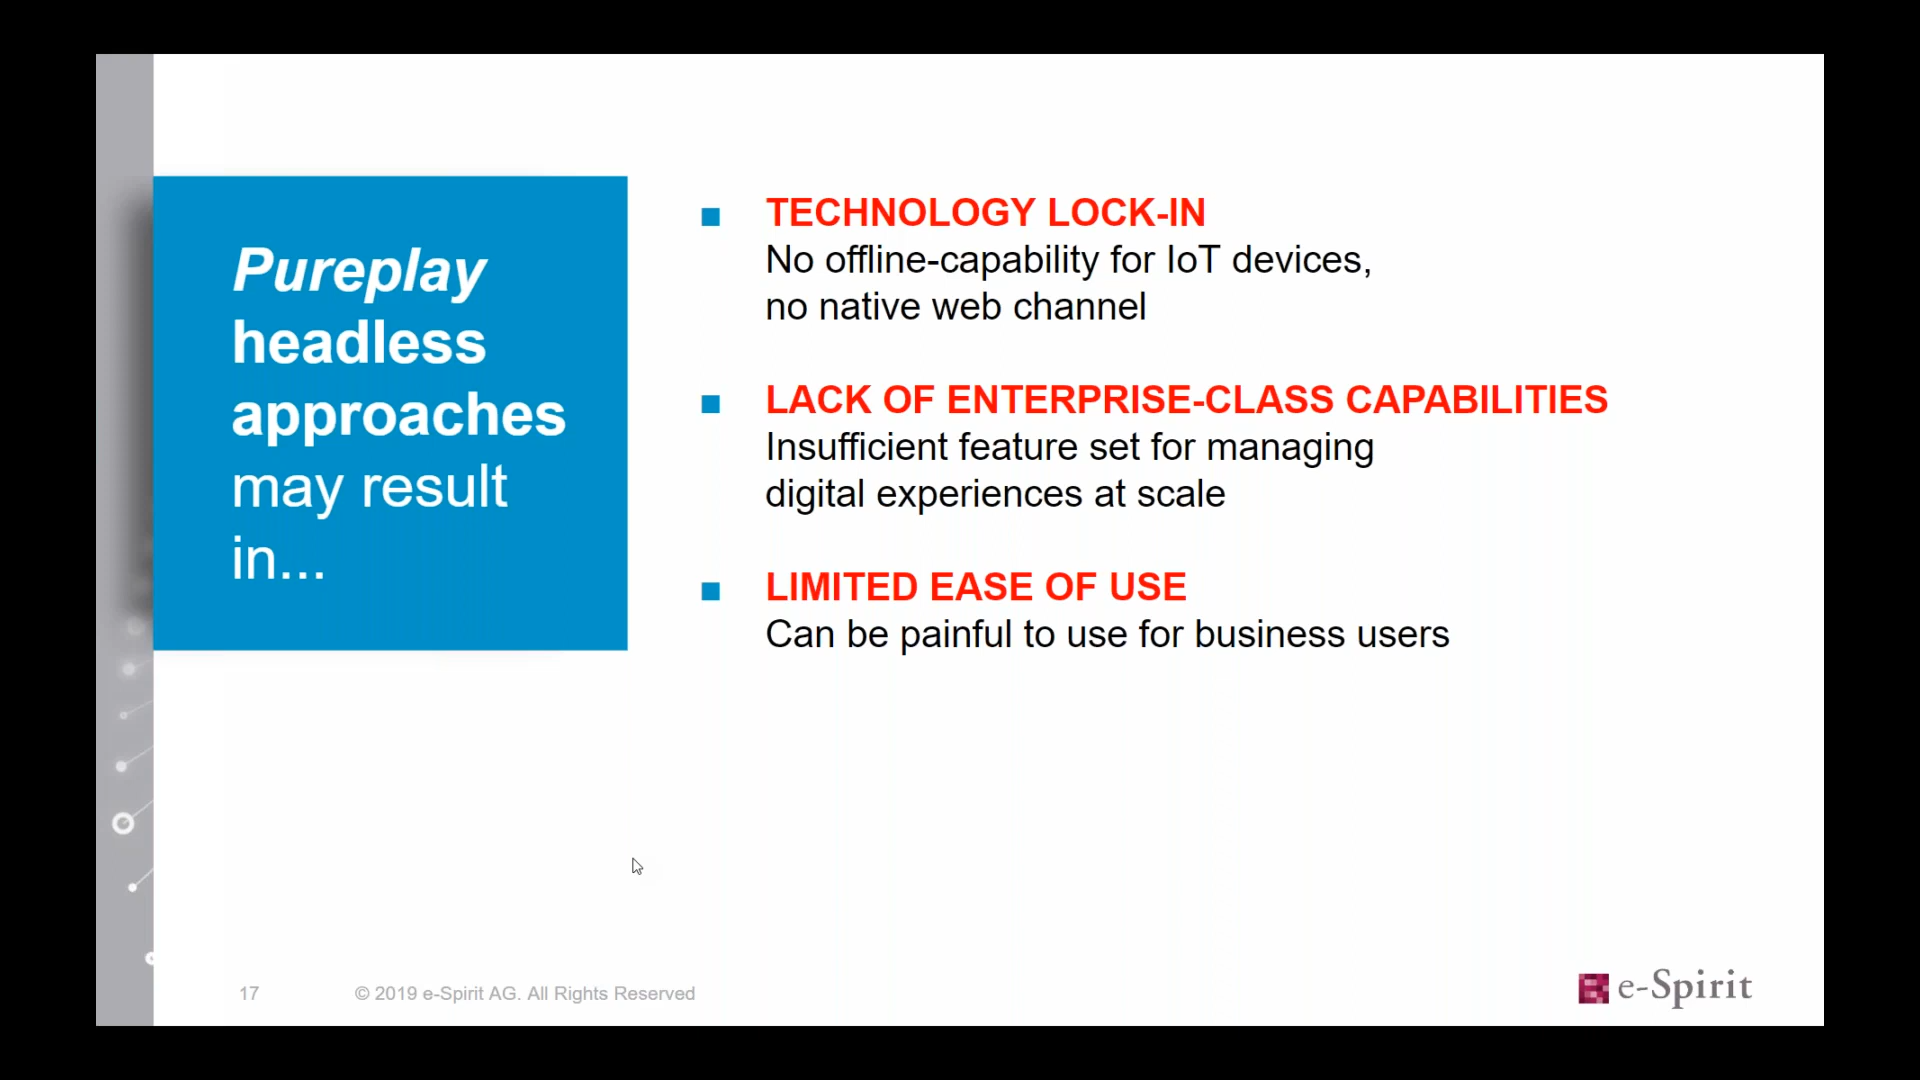 Pureplay
headless
approaches
may result
in...
TECHNOLOGY LOCK-IN
No offline-capability for IoT devices,
no native web channel
LACK OF ENTERPRISE-CLASS CAPABILITIES
Insufficient feature set for managing
digital experiences at scale
LIMITED EASE OF USE
Can be painful to use for business users
17
© 2019 e-Spirit AG. All Rights Reserved
e-Spirit